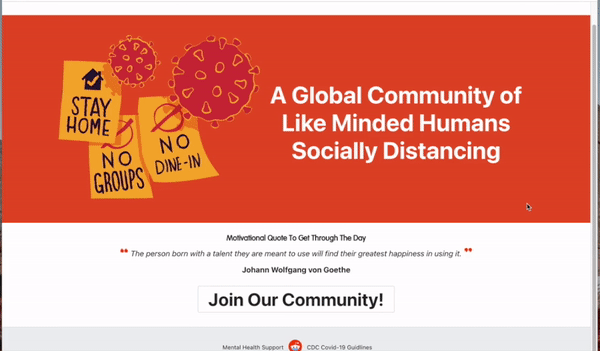 STAY
HOME
NO
GROUPS
NO
DINE-IN
A Global Community of
Like Minded Humans
Socially Distancing
Motivational Quote To Get Through The Day
❝ The person born with a talent they are meant to use will find their greatest happiness in using it. ❞
Johann Wolfgang von Goethe
Join Our Community!
Mental Health Support CDC Covid-19 Guidlines